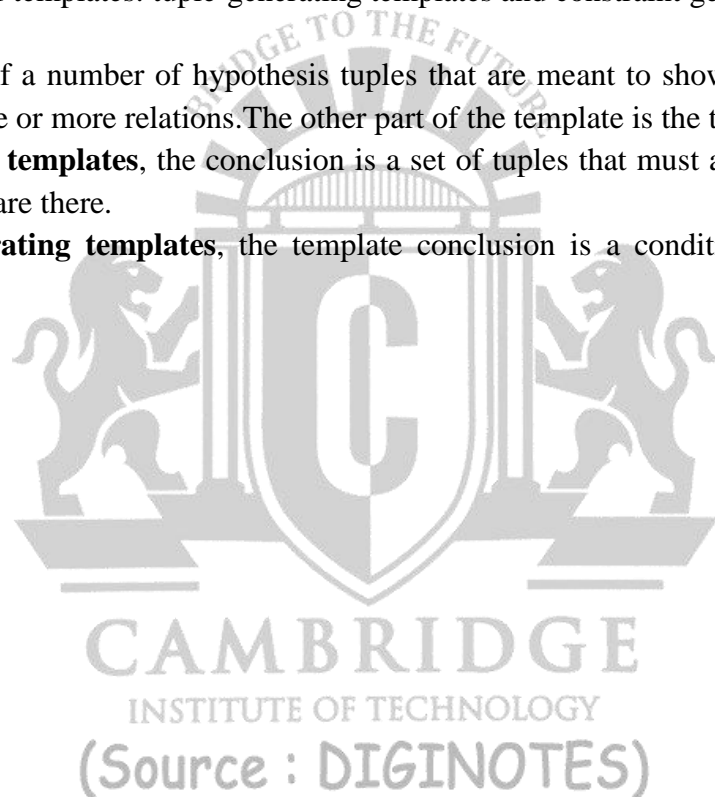 templates: tuple-generating templates and constraint ge
f a number of hypothesis tuples that are meant to show
e or more relations.The other part of the template is the t
templates, the conclusion is a set of tuples that must a
are there.
rating templates, the template conclusion is a condit
BRIDGE TO THE FUTURE
C
CAMBRIDGE
INSTITUTE OF TECHNOLOGY
(Source : DIGINOTES)